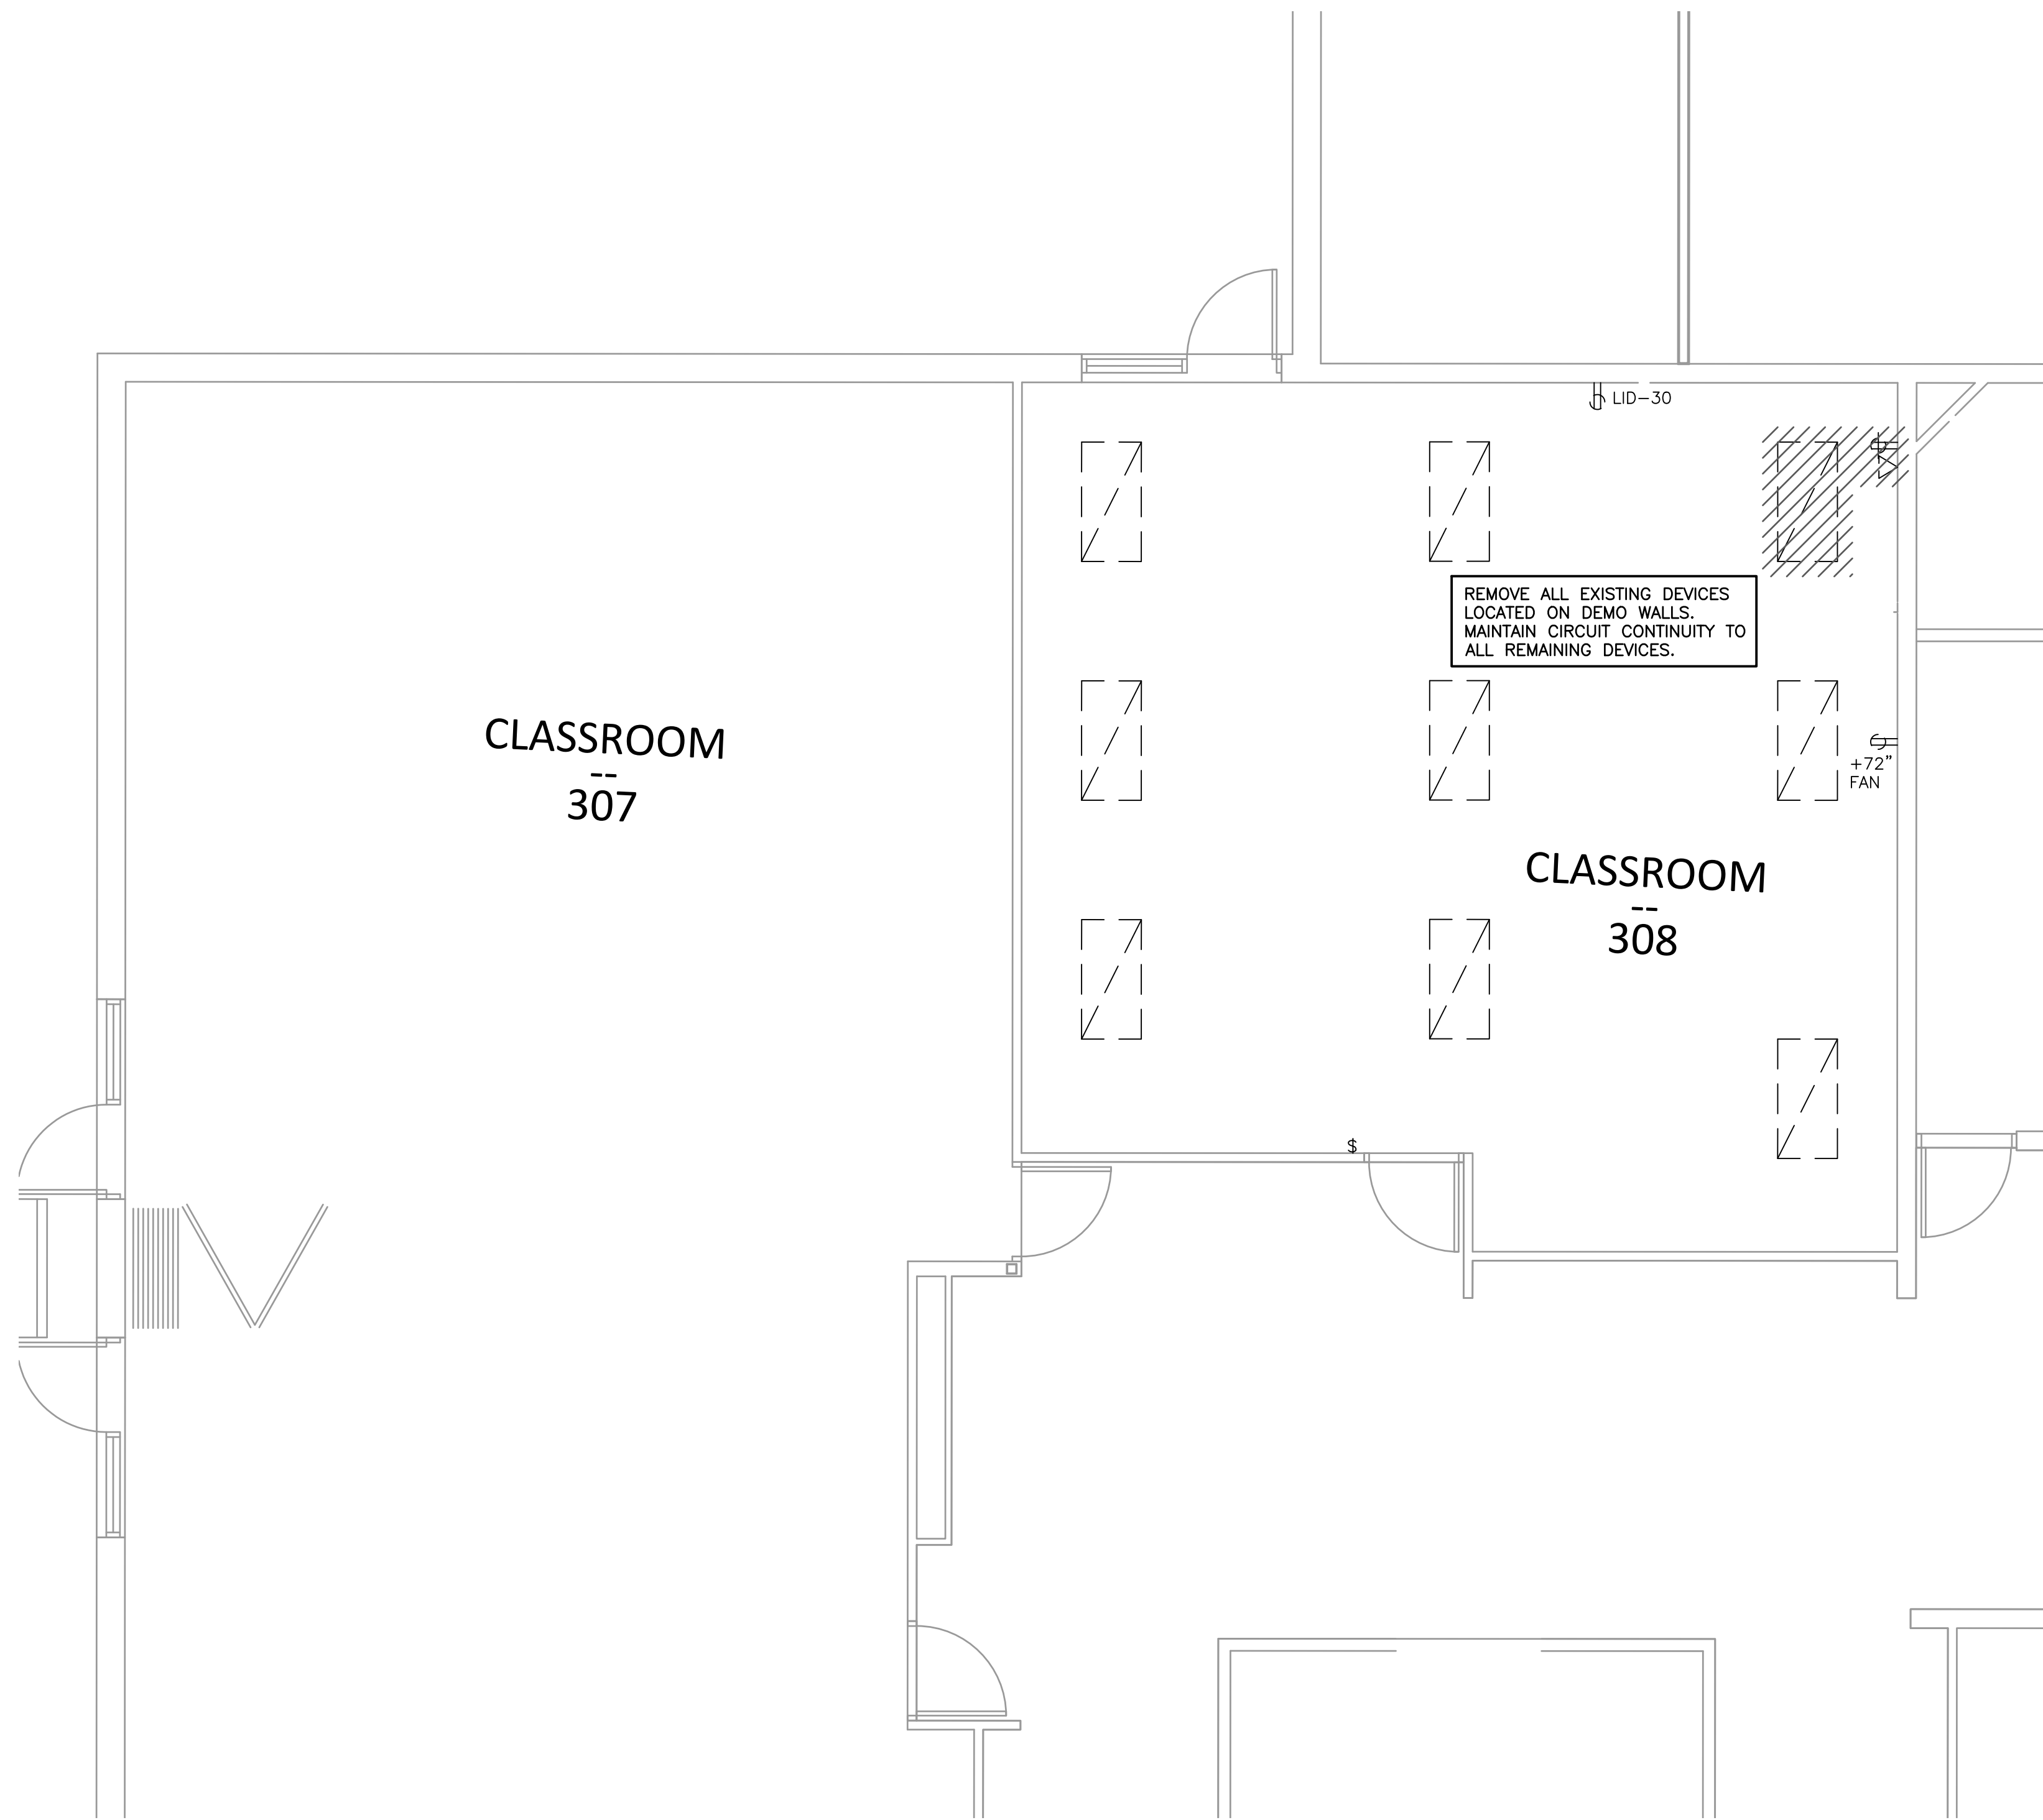 LID-30
TV
$
REMOVE ALL EXISTING DEVICES
LOCATED ON DEMO WALLS.
MAINTAIN CIRCUIT CONTINUITY TO
ALL REMAINING DEVICES.
CLASSROOM
--
307
+72"
FAN
CLASSROOM
--
308
$